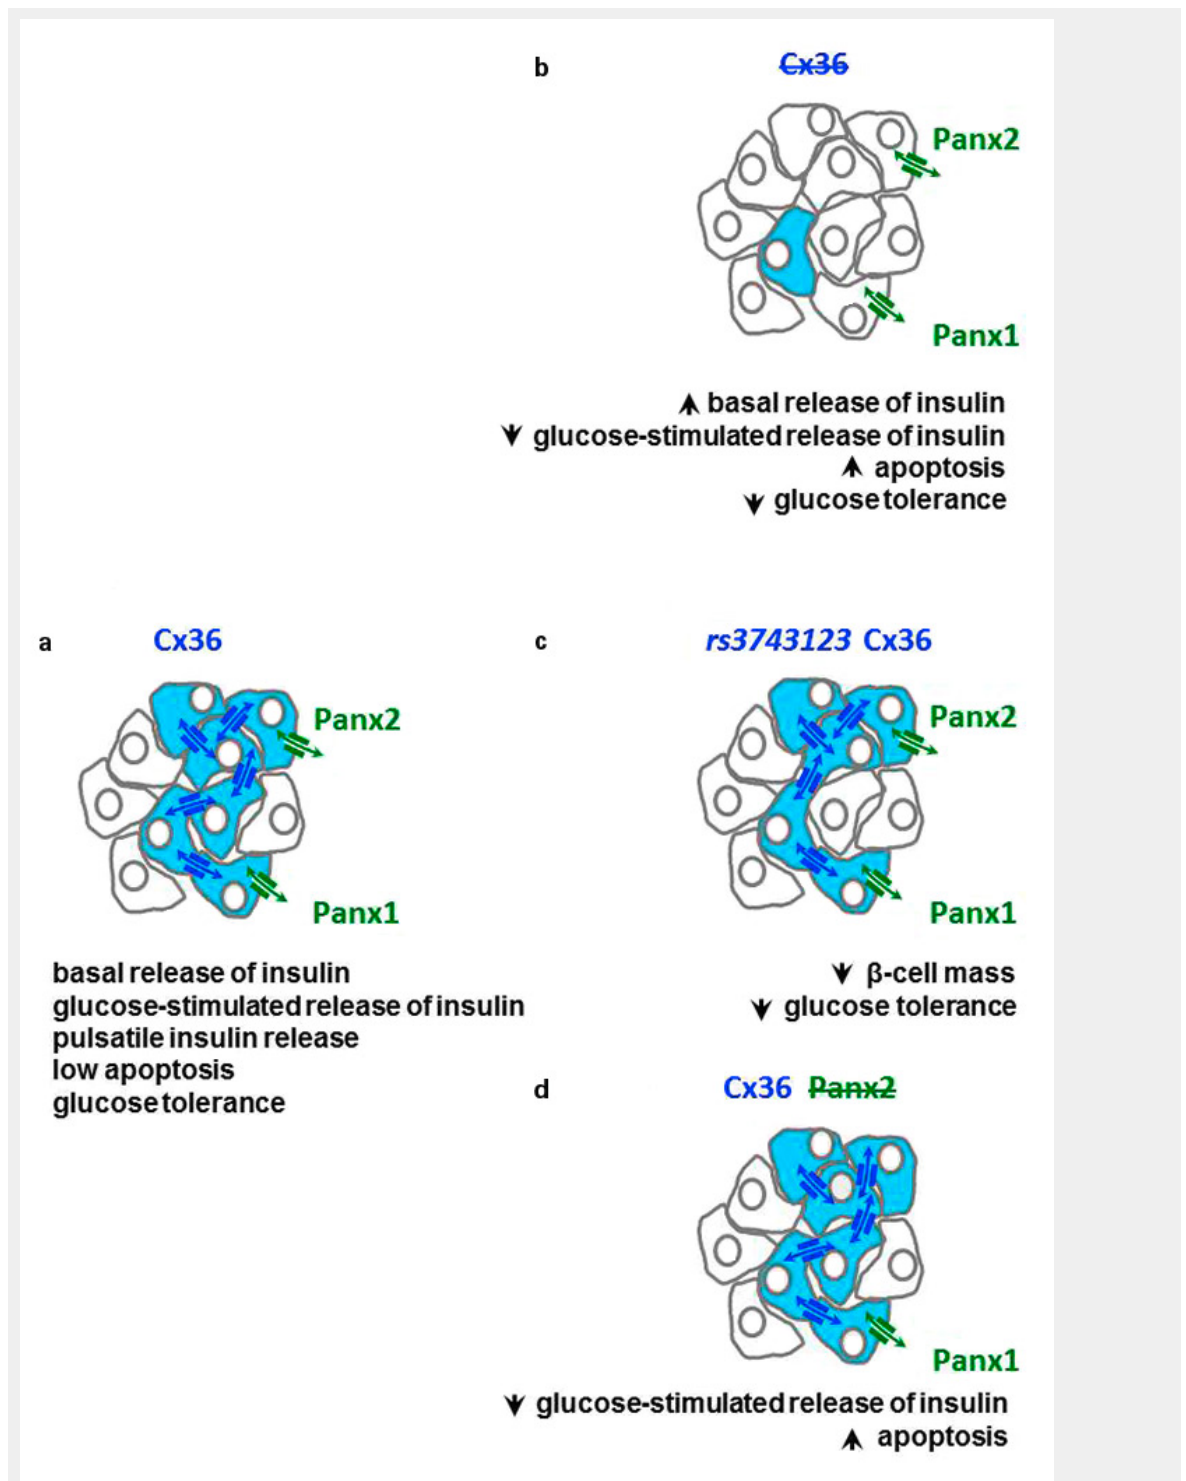 b
Cx36
Panx2
Panx1
basal release of insulin
glucose-stimulated release of insulin
apoptosis
glucose tolerance
a
Cx36
Panx2
Panx1
basal release of insulin
glucose-stimulated release of insulin
pulsatile insulin release
low apoptosis
glucose tolerance
c
rs3743123 Cx36
Panx2
Panx1
β-cell mass
glucose tolerance
d
Cx36 Panx2
Panx1
glucose-stimulated release of insulin
apoptosis